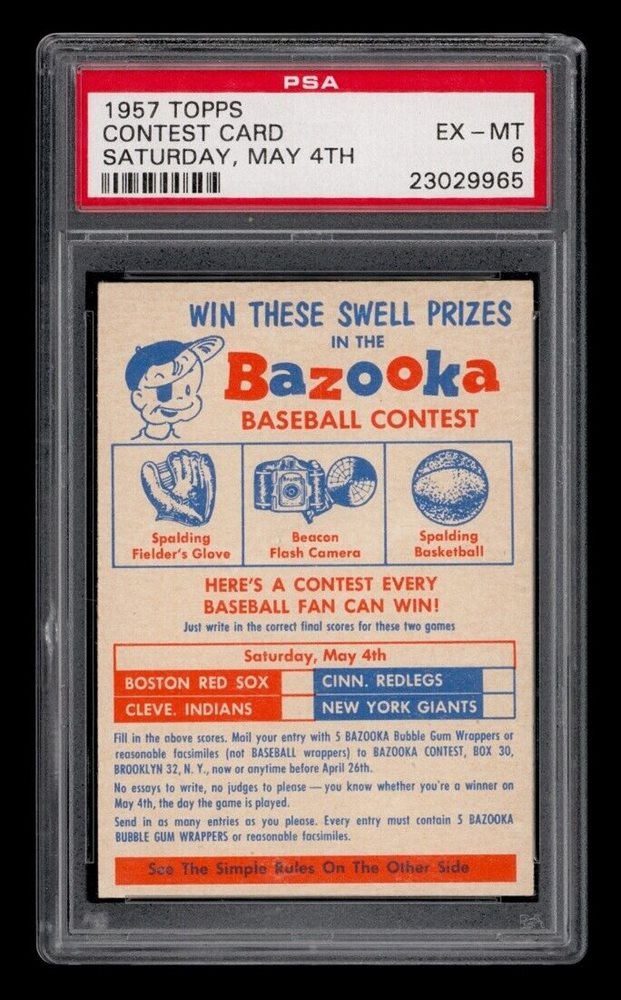 PSA
1957 TOPPS
CONTEST CARD EX - MT
SATURDAY, MAY 4TH 6
23029965
WIN THESE SWELL PRIZES
IN THE
Bazooka
BASEBALL CONTEST
Spalding Fielder's Glove
Beacon Flash Camera
Spalding Basketball
HERE'S A CONTEST EVERY
BASEBALL FAN CAN WIN!
Just write in the correct final scores for these two games
Saturday, May 4th
BOSTON RED SOX CINN. REDLEGS
CLEVE. INDIANS NEW YORK GIANTS
Fill in the above scores. Mail your entry with 5 BAZOOKA Bubble Gum Wrappers or
reasonable facsimiles (not BASEBALL wrappers) to BAZOOKA CONTEST, BOX 30,
BROOKLYN 32, N. Y., now or anytime before April 26th.
No essays to write, no judges to please — you know whether you're a winner on
May 4th, the day the game is played.
Send in as many entries as you please. Every entry must contain 5 BAZOOKA
BUBBLE GUM WRAPPERS or reasonable facsimiles.
See The Simple Rules On The Other Side